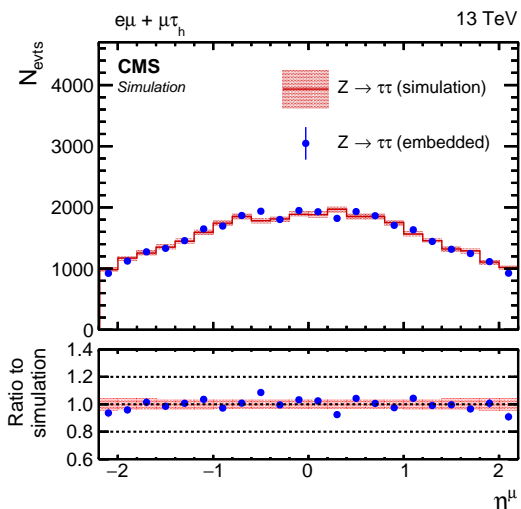 eμ + μτh 13 TeV
CMS
Simulation
Z → ττ (simulation)
Z → ττ (embedded)
Nevts
4000
3000
2000
1000
0
Ratio to
simulation
1.4
1.2
1.0
0.8
0.6
−2 −1 0 1 2
ημ